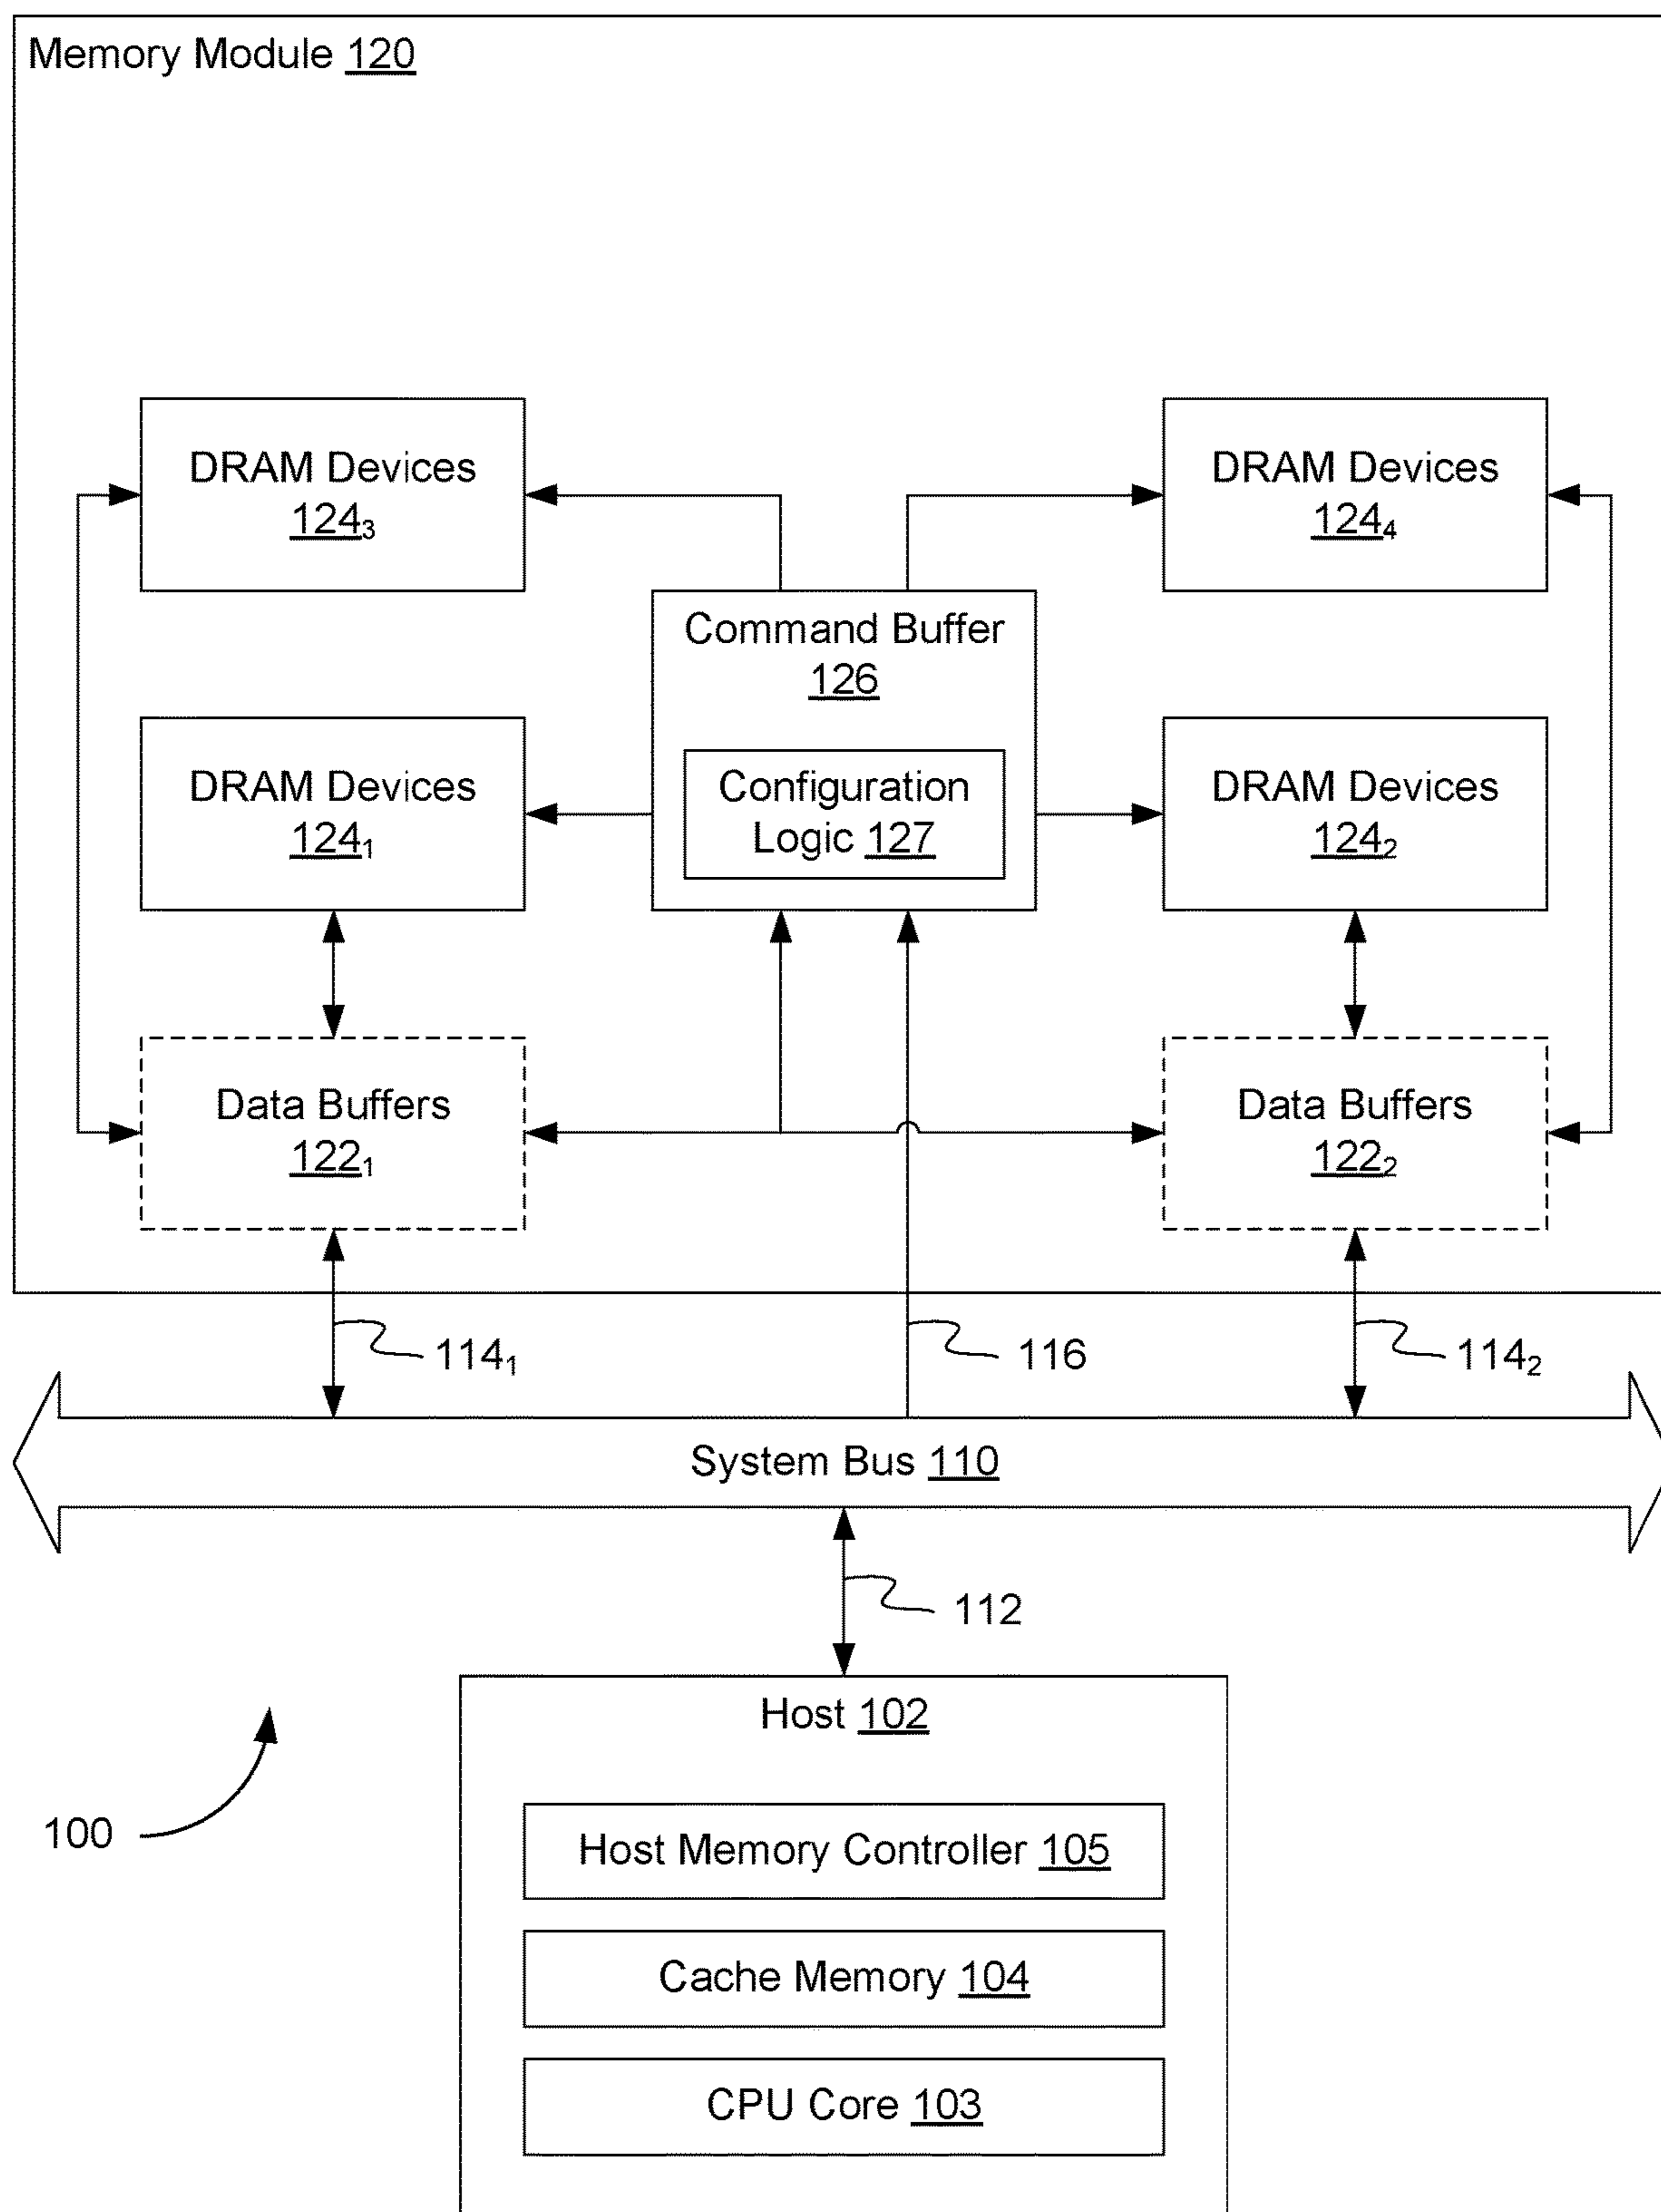 Memory Module 120
DRAM Devices
124₃
DRAM Devices
124₄
Command Buffer
126
DRAM Devices
124₁
Configuration
Logic 127
DRAM Devices
124₂
Data Buffers
122₁
Data Buffers
122₂
114₁
116
114₂
System Bus 110
112
Host 102
100
Host Memory Controller 105
Cache Memory 104
CPU Core 103